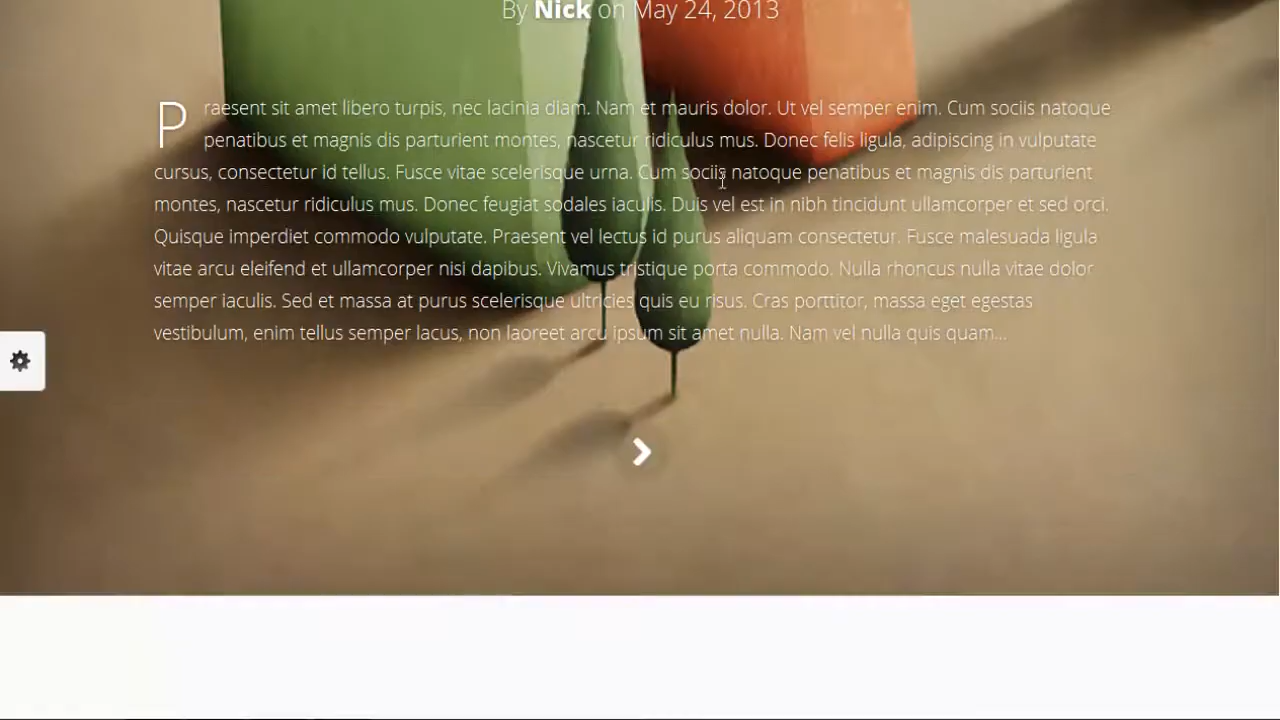 By Nick on May 24, 2013
Praesent sit amet libero turpis, nec lacinia diam. Nam et mauris dolor. Ut vel semper enim. Cum sociis natoque
penatibus et magnis dis parturient montes, nascetur ridiculus mus. Donec felis ligula, adipiscing in vulputate
cursus, consectetur id tellus. Fusce vitae scelerisque urna. Cum sociis natoque penatibus et magnis dis parturient
montes, nascetur ridiculus mus. Donec feugiat sodales iaculis. Duis vel est in nibh tincidunt ullamcorper et sed orci.
Quisque imperdiet commodo vulputate. Praesent vel lectus id purus aliquam consectetur. Fusce malesuada ligula
vitae arcu eleifend et ullamcorper nisi dapibus. Vivamus tristique porta commodo. Nulla rhoncus nulla vitae dolor
semper iaculis. Sed et massa at purus scelerisque ultricies quis eu risus. Cras porttitor, massa eget egestas
vestibulum, enim tellus semper lacus, non laoreet arcu ipsum sit amet nulla. Nam vel nulla quis quam...